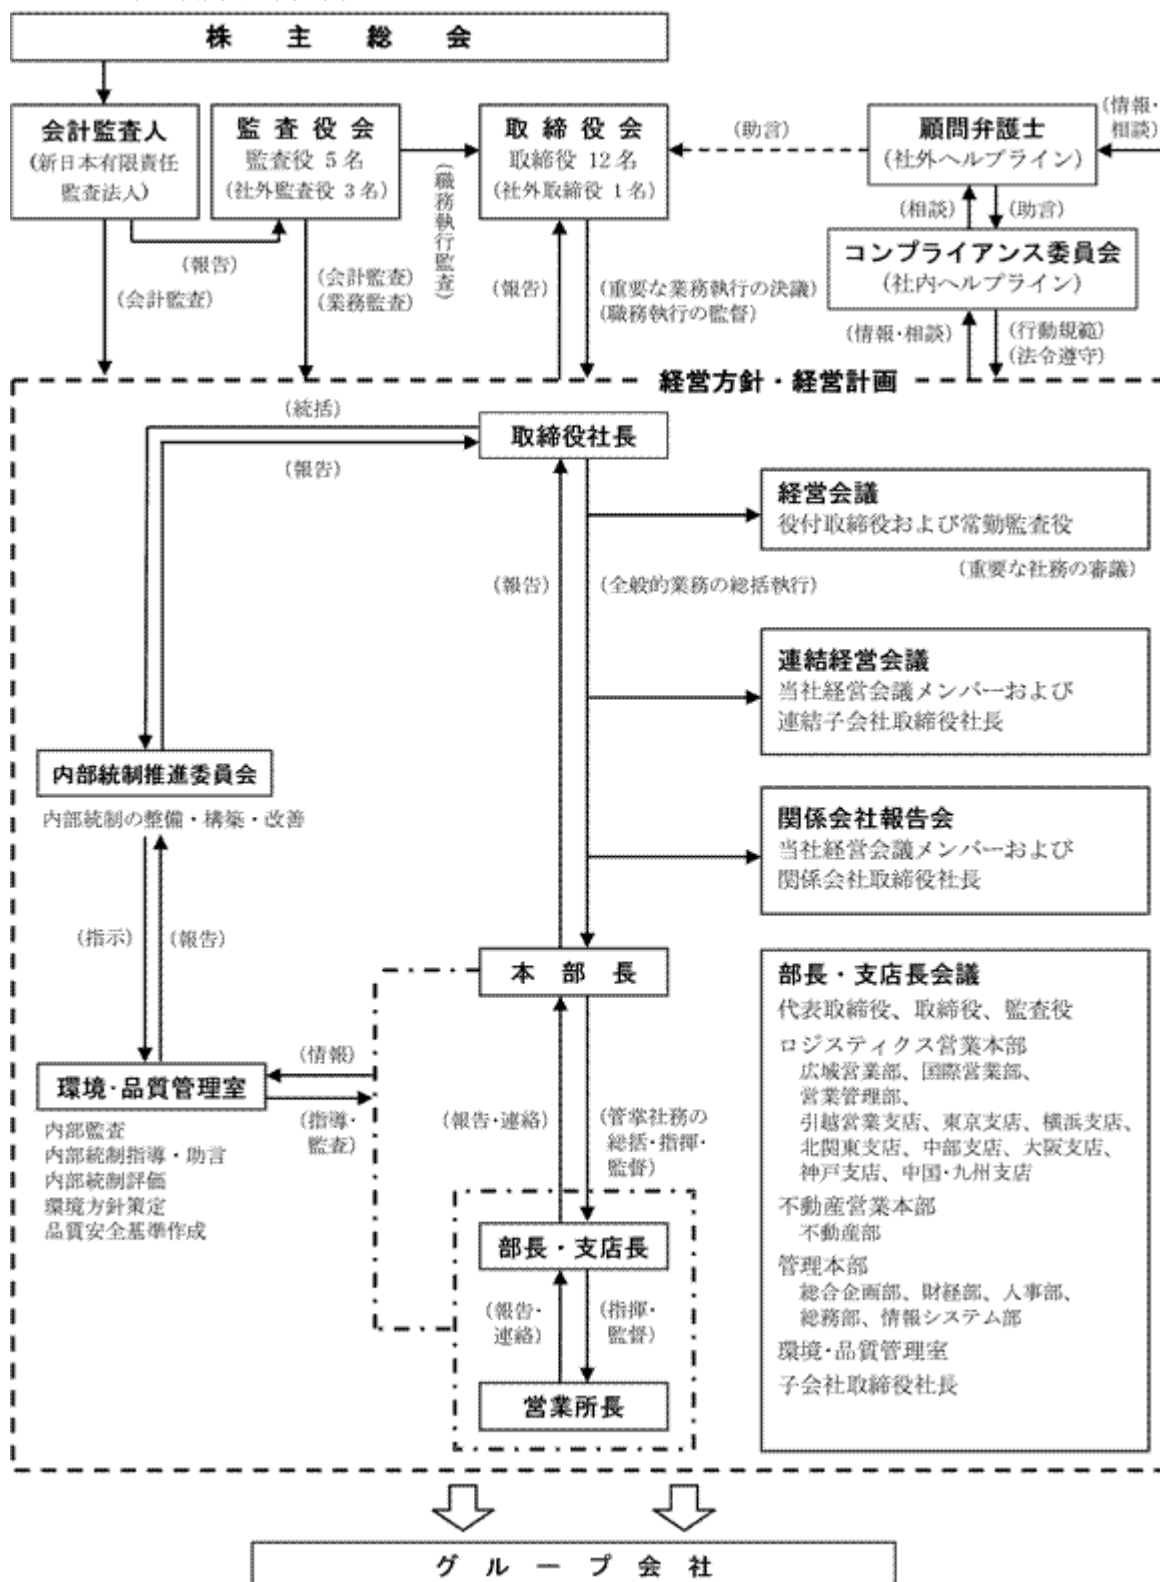 株 主 総 会
会計監査人
(新日本有限責任
監査法人)
監 査 役 会
監査役 5 名
(社外監査役 3 名)
取 締 役 会
取締役 12 名
(社外取締役 1 名)
(助言)
顧問弁護士
(社外ヘルプライン)
(情報・
相談)
(職務執行監査)
(報告)
(会計監査)
(会計監査)
(業務監査)
(報告)
(重要な業務執行の決議)
(職務執行の監督)
(相談)
(助言)
コンプライアンス委員会
(社内ヘルプライン)
(情報・相談)
(行動規範)
(法令遵守)
経営方針・経営計画
(統括)
(報告)
取締役社長
経営会議
役付取締役および常勤監査役
(重要な社務の審議)
(報告)
(全般的業務の総括執行)
連結経営会議
当社経営会議メンバーおよび
連結子会社取締役社長
内部統制推進委員会
内部統制の整備・構築・改善
関係会社報告会
当社経営会議メンバーおよび
関係会社取締役社長
(指示)
(報告)
本 部 長
環境・品質管理室
内部監査
内部統制指導・助言
内部統制評価
環境方針策定
品質安全基準作成
(情報)
(指導・
監査)
(報告・連絡)
(管掌社務の
総括・指揮・
監督)
部長・支店長
(報告・
連絡)
(指揮・
監督)
営業所長
部長・支店長会議
代表取締役、取締役、監査役
ロジスティクス営業本部
広域営業部、国際営業部、
営業管理部、
引越営業支店、東京支店、横浜支店、
北関東支店、中部支店、大阪支店、
神戸支店、中国・九州支店
不動産営業本部
不動産部
管理本部
総合企画部、財経部、人事部、
総務部、情報システム部
環境・品質管理室
子会社取締役社長
グ ル ー プ 会 社